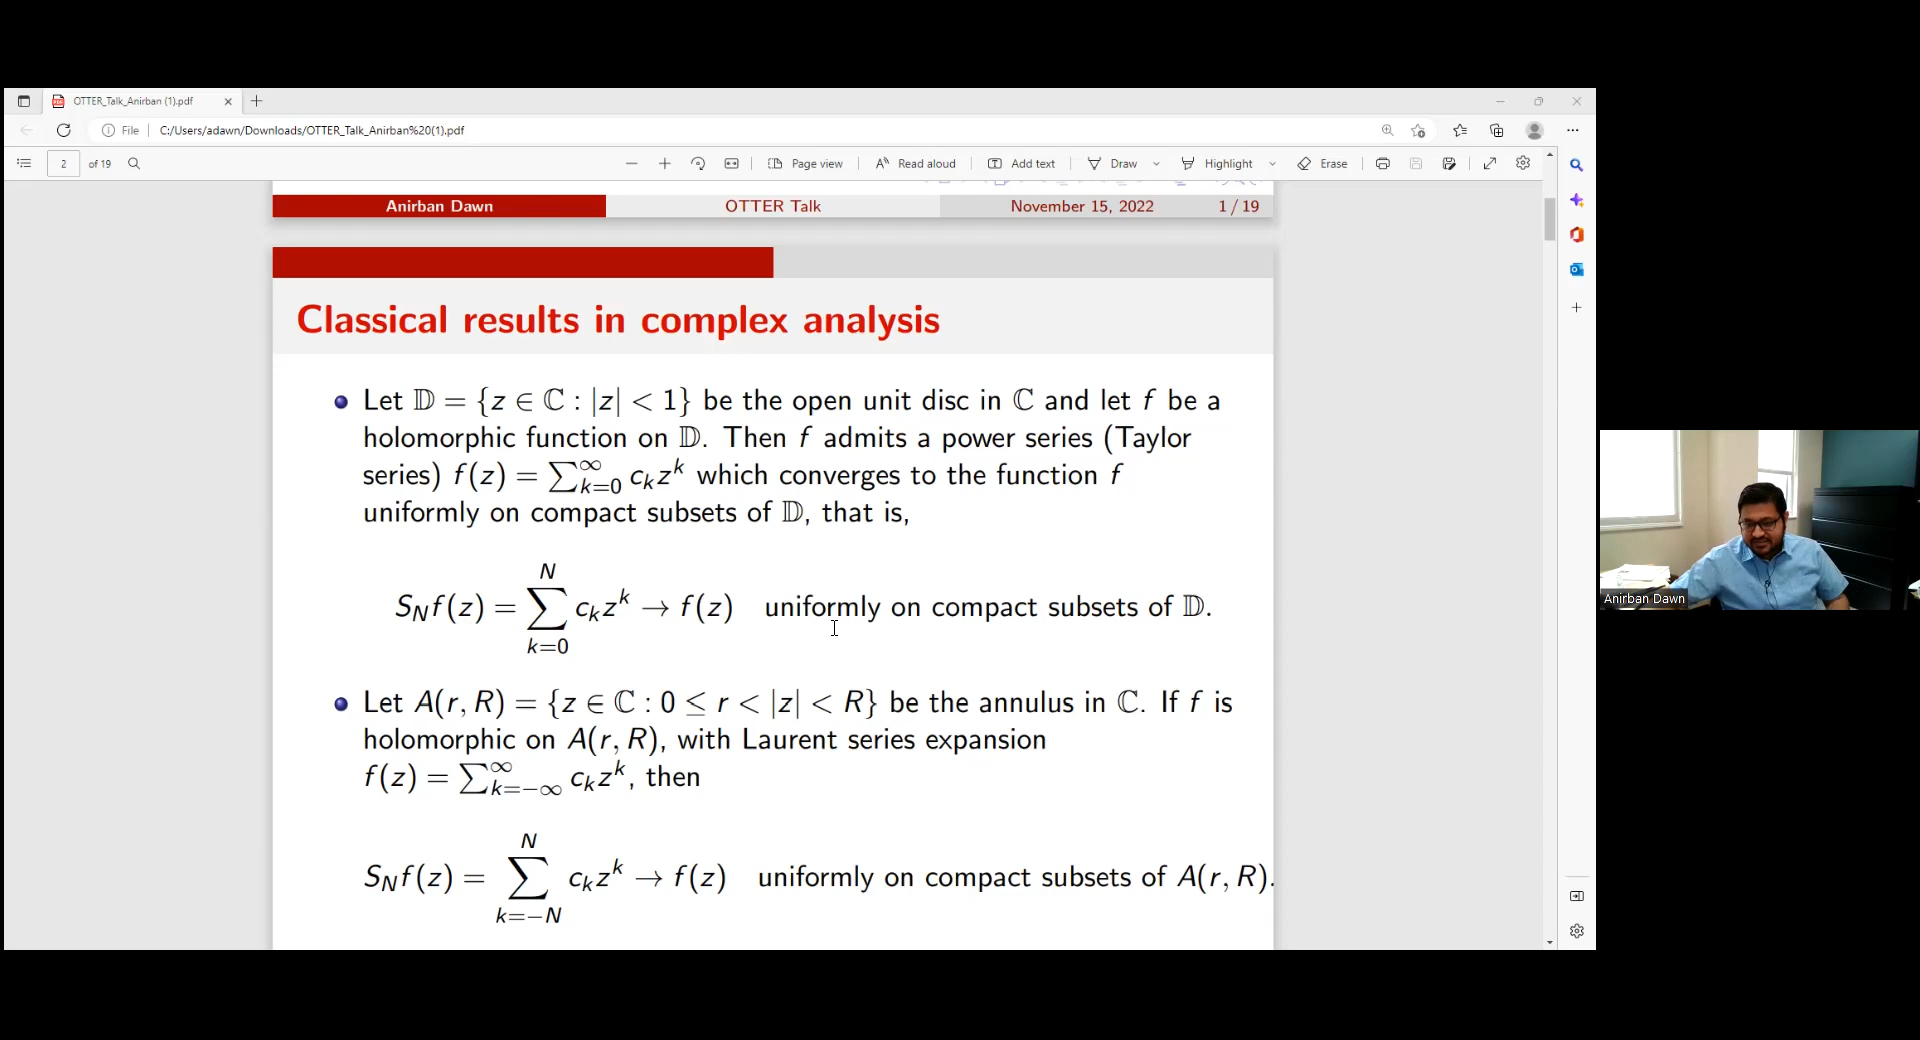 OTTER_Talk_Anirban (1).pdf
File
C:/Users/adawn/Downloads/OTTER_Talk_Anirban%20(1).pdf
2 of 19
Page view
Read aloud
Add text
Draw
Highlight
Erase
Anirban Dawn OTTER Talk November 15, 2022 1 / 19
Classical results in complex analysis
Let 𝔻 = {z ∈ ℂ : |z| < 1} be the open unit disc in ℂ and let f be a
holomorphic function on 𝔻. Then f admits a power series (Taylor
series) f(z) = ∑_{k=0}^{∞} c_k z^k which converges to the function f
uniformly on compact subsets of 𝔻, that is,
S_N f(z) = ∑_{k=0}^{N} c_k z^k → f(z) uniformly on compact subsets of 𝔻.
Let A(r, R) = {z ∈ ℂ : 0 ≤ r < |z| < R} be the annulus in ℂ. If f is
holomorphic on A(r, R), with Laurent series expansion
f(z) = ∑_{k=−∞}^{∞} c_k z^k, then
S_N f(z) = ∑_{k=−N}^{N} c_k z^k → f(z) uniformly on compact subsets of A(r, R).
Anirban Dawn